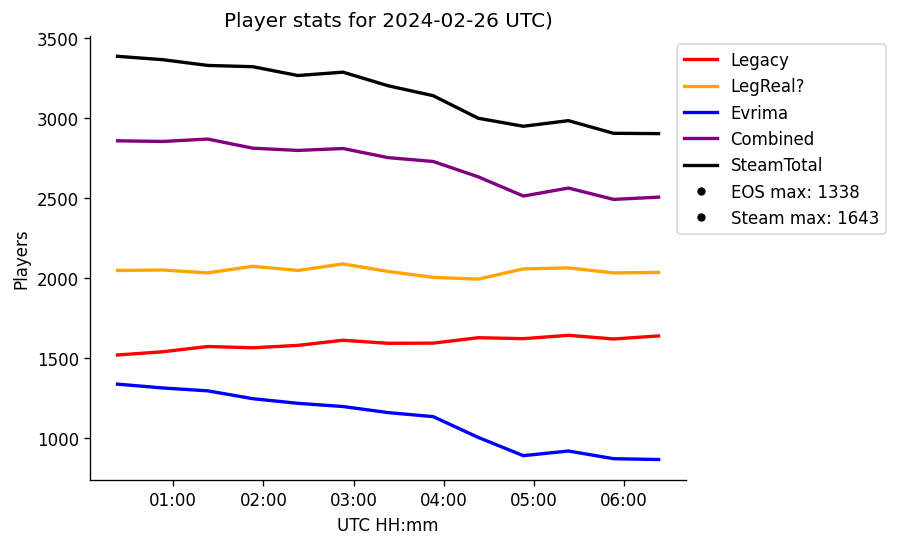 Player stats for 2024-02-26 UTC)
3500
3000
2500
2000
1500
1000
Players
01:00
02:00
03:00
04:00
05:00
06:00
UTC HH:mm
Legacy
LegReal?
Evrima
Combined
SteamTotal
EOS max: 1338
Steam max: 1643